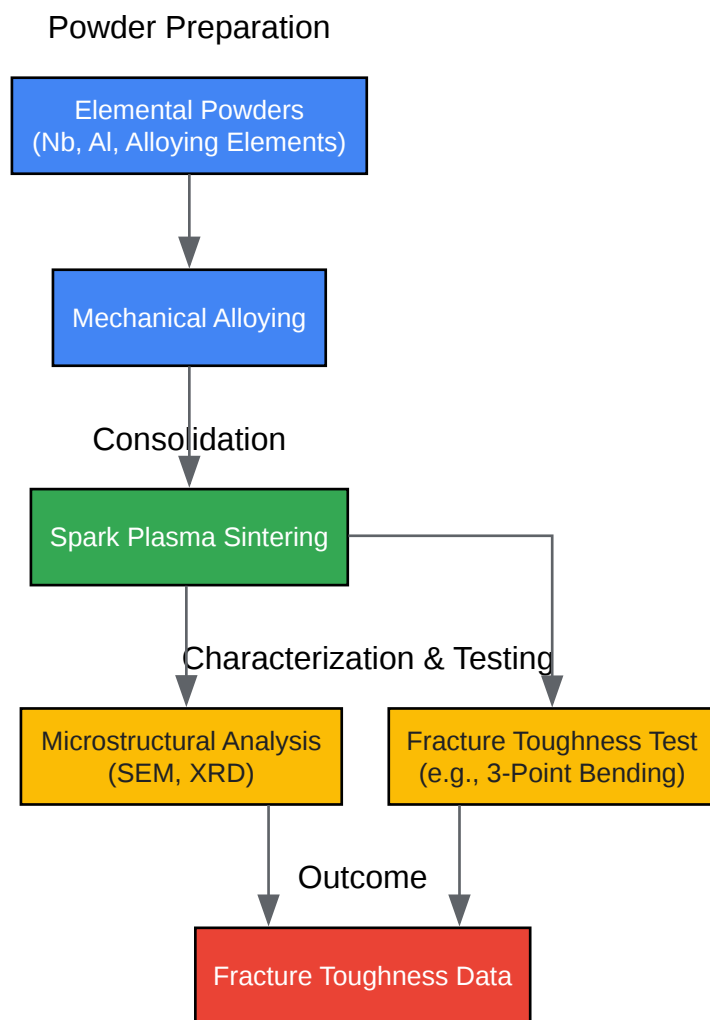 Powder Preparation
Elemental Powders
(Nb, Al, Alloying Elements)
Mechanical Alloying
Consolidation
Spark Plasma Sintering
Characterization & Testing
Microstructural Analysis
(SEM, XRD)
Fracture Toughness Test
(e.g., 3-Point Bending)
Outcome
Fracture Toughness Data